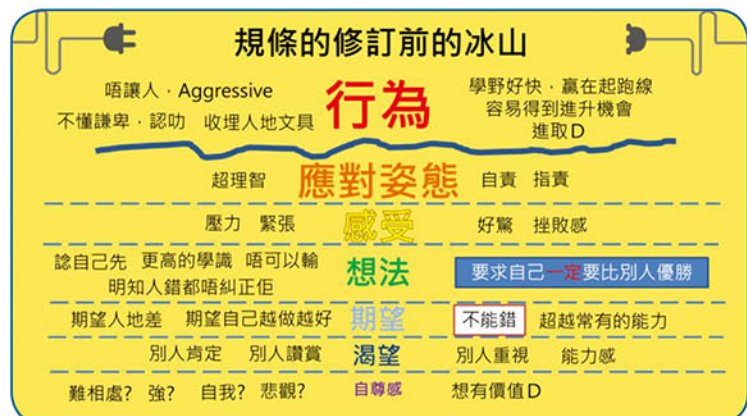 規條的修訂前的冰山
唔讓人．Aggressive
不懂謙卑．認叻 收埋人地文具
行為
學野好快．贏在起跑線
容易得到進升機會
進取D
超理智 應對姿態 自責 指責
壓力 緊張 感受 好驚 挫敗感
諗自己先 更高的學識 唔可以輸
明知人錯都唔糾正佢
想法
要求自己一定要比別人優勝
期望人地差 期望自己越做越好 期望 不能錯 超越常有的能力
別人肯定 別人讚賞 渴望 別人重視 能力感
難相處? 強? 自我? 悲觀? 自尊感 想有價值D